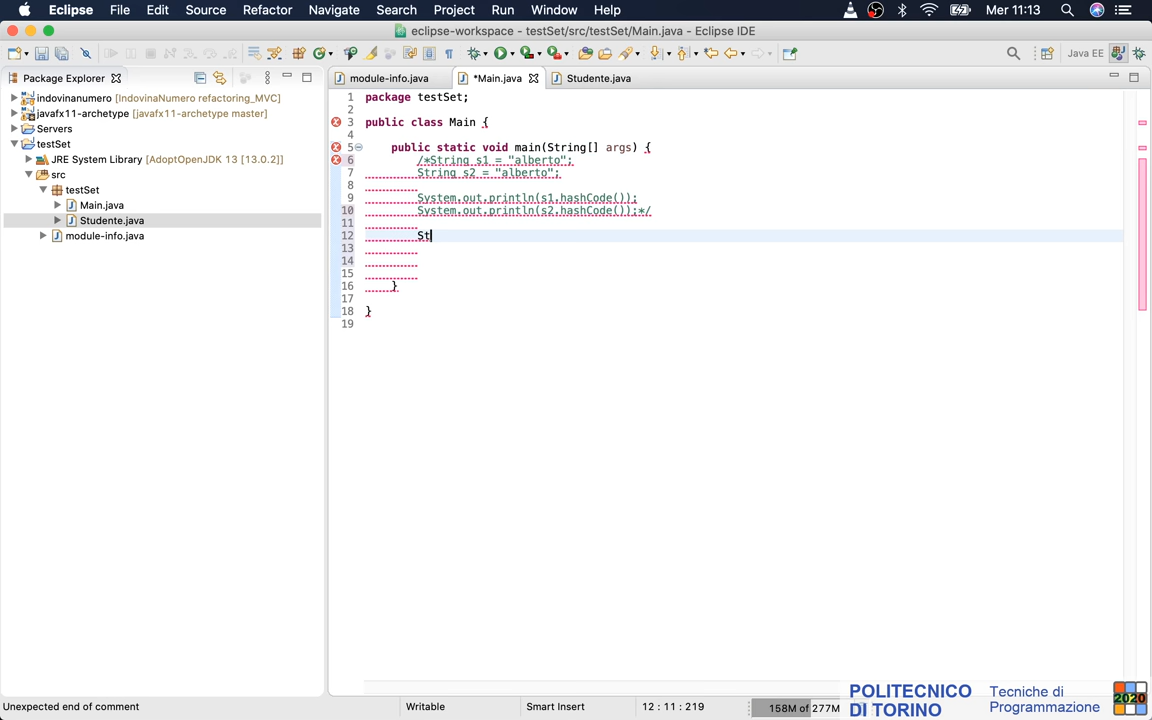 Eclipse File Edit Source Refactor Navigate Search Project Run Window Help Mer 11:13
eclipse-workspace - testSet/src/testSet/Main.java - Eclipse IDE
Java EE
Package Explorer
module-info.java *Main.java Studente.java
indovinanumero [IndovinaNumero refactoring_MVC]
javafx11-archetype [javafx11-archetype master]
Servers
testSet
JRE System Library [AdoptOpenJDK 13 [13.0.2]]
src
testSet
Main.java
Studente.java
module-info.java
1 package testSet;
2
3 public class Main {
4
5 public static void main(String[] args) {
6 /*String s1 = "alberto";
7 String s2 = "alberto";
8
9 System.out.println(s1.hashCode());
10 System.out.println(s2.hashCode());*/
11
12 St
13
14
15
16 }
17
18 }
19
Unexpected end of comment Writable Smart Insert 12 : 11 : 219 158M of 277M
POLITECNICO
DI TORINO
Tecniche di
Programmazione
2020